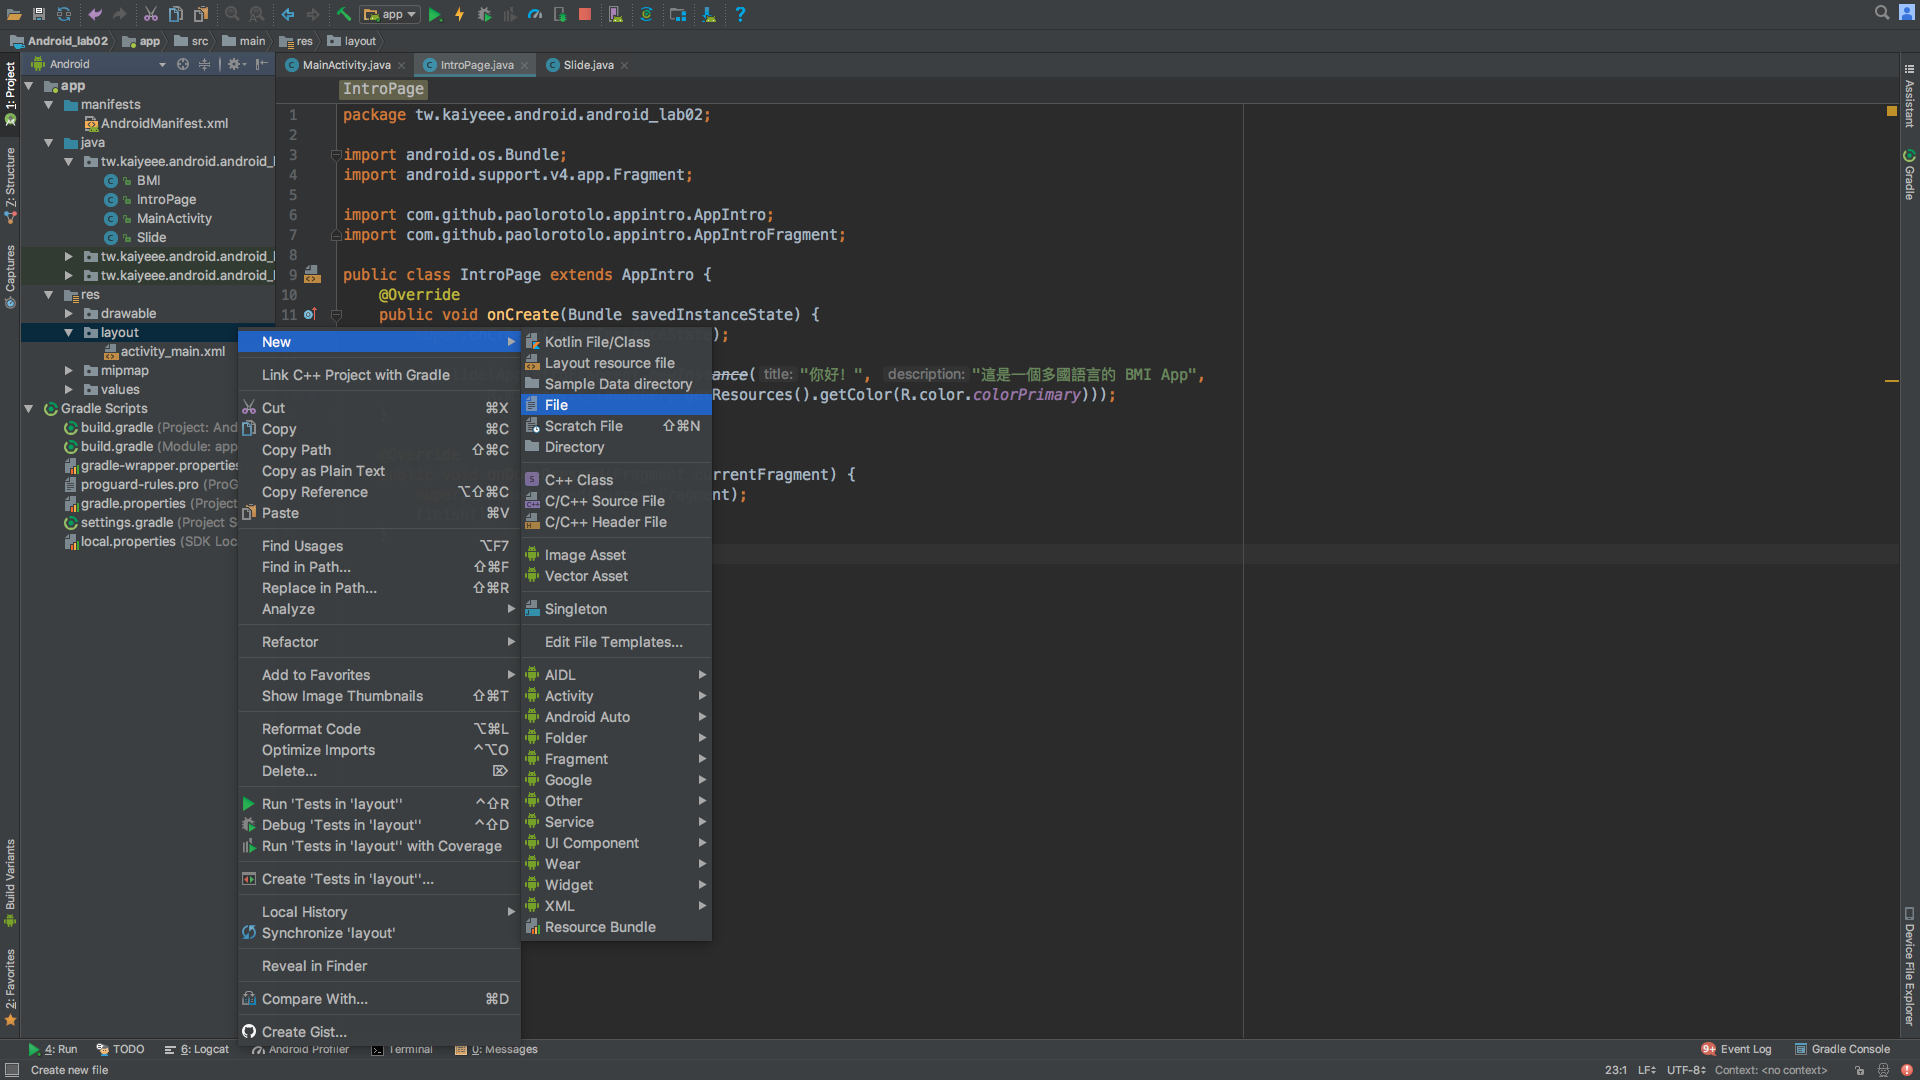 app
Android_lab02
app
src
main
res
layout
Android
MainActivity.java
IntroPage.java
Slide.java
1: Project
Z: Structure
Captures
Build Variants
2: Favorites
app
manifests
AndroidManifest.xml
java
tw.kaiyeee.android.android_l
BMI
IntroPage
MainActivity
Slide
tw.kaiyeee.android.android_l
tw.kaiyeee.android.android_l
res
drawable
layout
activity_main.xml
mipmap
values
Gradle Scripts
build.gradle (Project: And
build.gradle (Module: app
gradle-wrapper.properties
proguard-rules.pro (ProG
gradle.properties (Project
settings.gradle (Project S
local.properties (SDK Loc
IntroPage
1 package tw.kaiyeee.android.android_lab02;
2
3 import android.os.Bundle;
4 import android.support.v4.app.Fragment;
5
6 import com.github.paolorotolo.appintro.AppIntro;
7 import com.github.paolorotolo.appintro.AppIntroFragment;
8
9 public class IntroPage extends AppIntro {
10 @Override
11 public void onCreate(Bundle savedInstanceState) {
);
ance( title: "你好！", description: "這是一個多國語言的 BMI App",
Resources().getColor(R.color.colorPrimary)));
currentFragment) {
nt);
New
Link C++ Project with Gradle
Cut ⌘X
Copy ⌘C
Copy Path ⇧⌘C
Copy as Plain Text
Copy Reference ⌥⇧⌘C
Paste ⌘V
Find Usages ⌥F7
Find in Path... ⇧⌘F
Replace in Path... ⇧⌘R
Analyze
Refactor
Add to Favorites
Show Image Thumbnails ⇧⌘T
Reformat Code ⌥⌘L
Optimize Imports ^⌥O
Delete... ⌦
Run 'Tests in 'layout'' ^⇧R
Debug 'Tests in 'layout'' ^⇧D
Run 'Tests in 'layout'' with Coverage
Create 'Tests in 'layout''...
Local History
Synchronize 'layout'
Reveal in Finder
Compare With... ⌘D
Create Gist...
Kotlin File/Class
Layout resource file
Sample Data directory
File
Scratch File ⇧⌘N
Directory
C++ Class
C/C++ Source File
C/C++ Header File
Image Asset
Vector Asset
Singleton
Edit File Templates...
AIDL
Activity
Android Auto
Folder
Fragment
Google
Other
Service
UI Component
Wear
Widget
XML
Resource Bundle
Assistant
Gradle
Device File Explorer
4: Run
TODO
6: Logcat
Android Profiler
Terminal
0: Messages
9+ Event Log
Gradle Console
Create new file
23:1 LF UTF-8 Context: <no context>